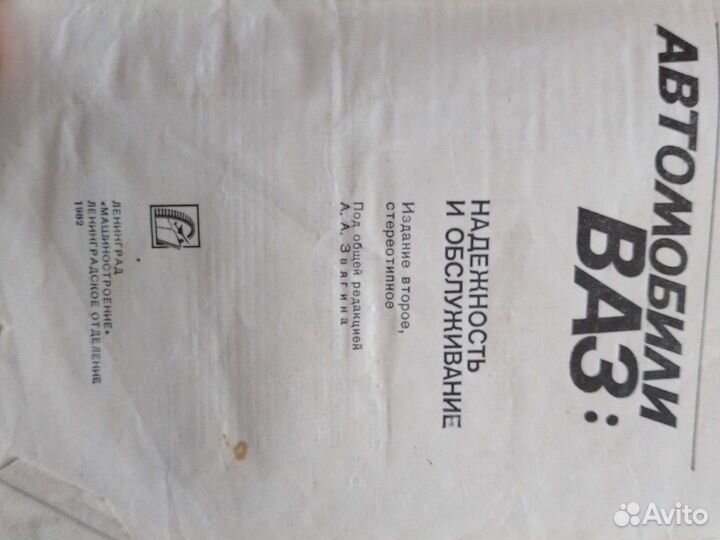 АВТОМОБИЛИ
ВАЗ:
НАДЕЖНОСТЬ
И ОБСЛУЖИВАНИЕ
Издание второе,
стереотипное
Под общей редакцией
А. А. Звягина
ЛЕНИНГРАД
«МАШИНОСТРОЕНИЕ»
ЛЕНИНГРАДСКОЕ ОТДЕЛЕНИЕ
1982
Avito